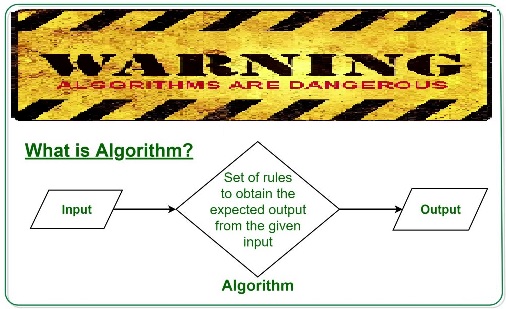 WARNING
ALGORITHMS ARE DANGEROUS
What is Algorithm?
Input
Set of rules
to obtain the
expected output
from the given
input
Output
Algorithm